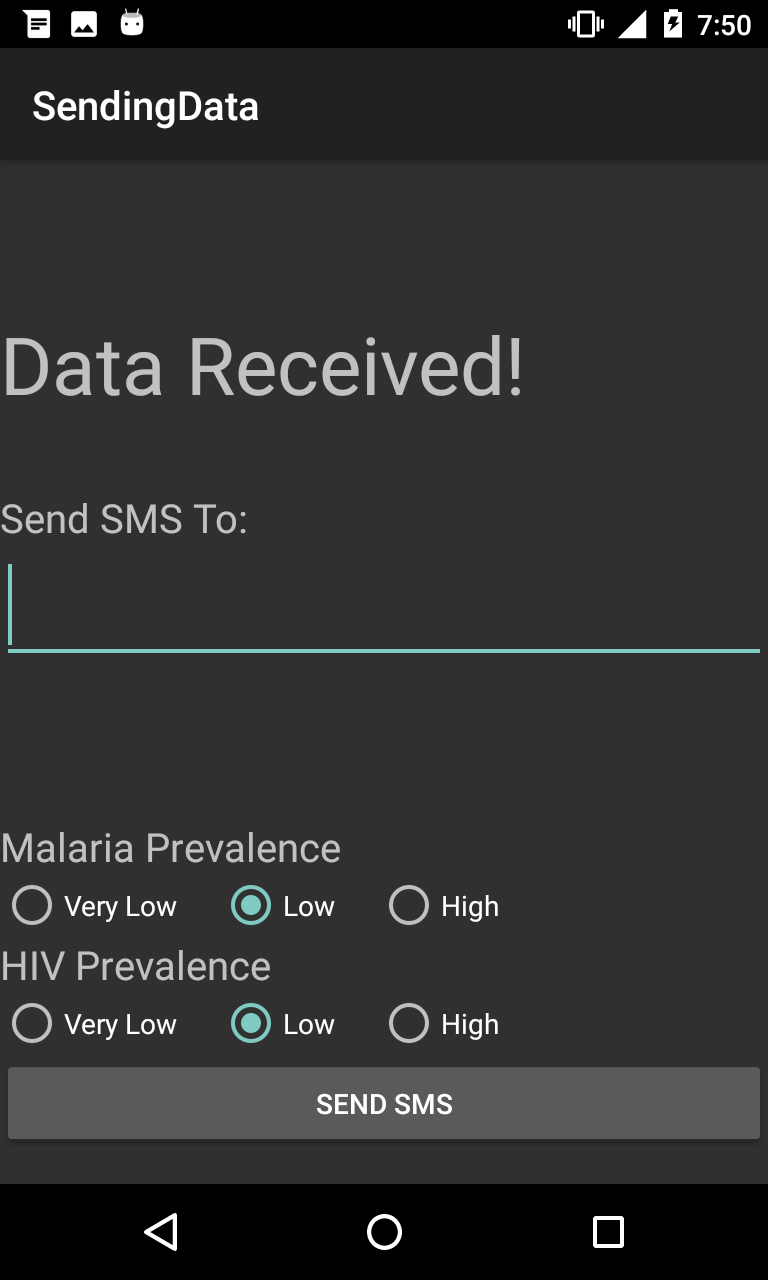 7:50
SendingData
Data Received!
Send SMS To:
Malaria Prevalence
Very Low Low High
HIV Prevalence
Very Low Low High
SEND SMS